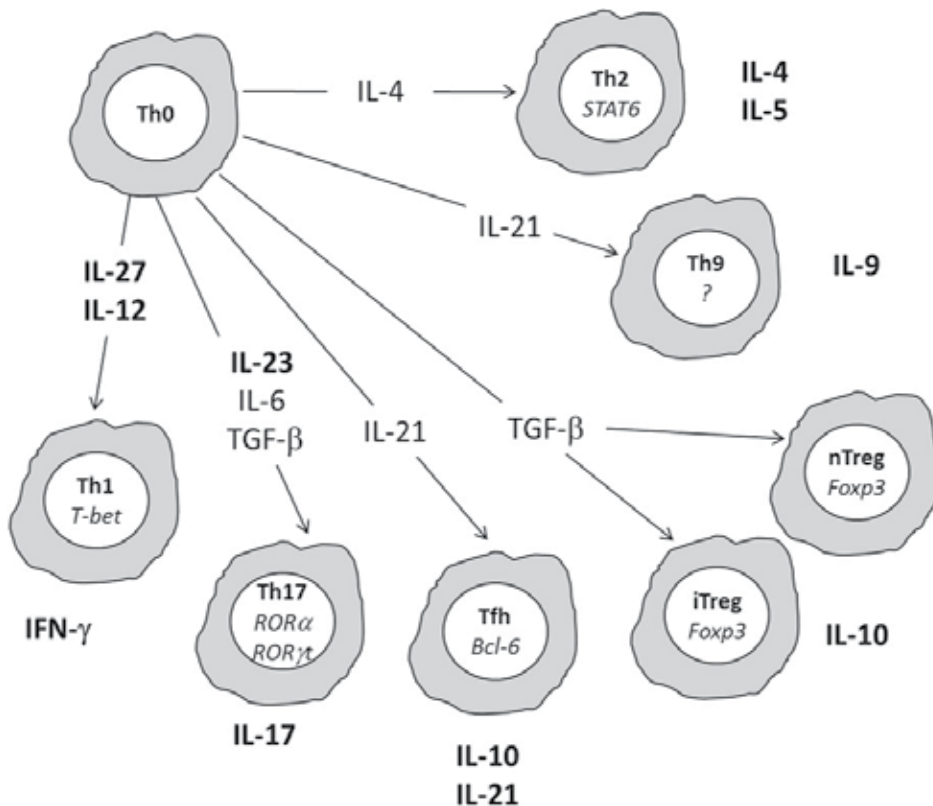 Th0
IL-4
Th2
STAT6
IL-4
IL-5
IL-21
Th9
?
IL-9
IL-27
IL-12
IL-23
IL-6
TGF-β
IL-21
TGF-β
nTreg
Foxp3
Th1
T-bet
IFN-γ
Th17
RORα
RORγt
IL-17
Tfh
Bcl-6
IL-10
IL-21
iTreg
Foxp3
IL-10